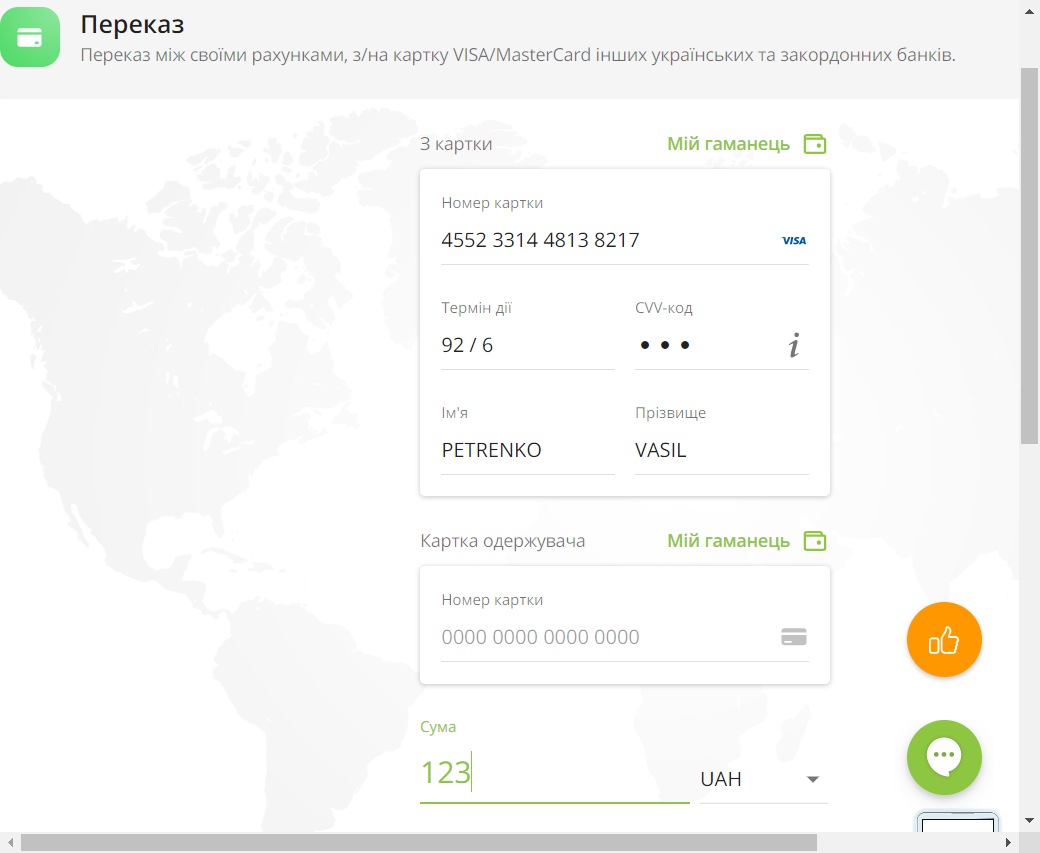 Переказ
Переказ між своїми рахунками, з/на картку VISA/MasterCard інших українських та закордонних банків.
З картки Мій гаманець
Номер картки
4552 3314 4813 8217 VISA
Термін дії CVV-код
92 / 6 • • • i
Ім'я Прізвище
PETRENKO VASIL
Картка одержувача Мій гаманець
Номер картки
0000 0000 0000 0000
Сума
123 UAH